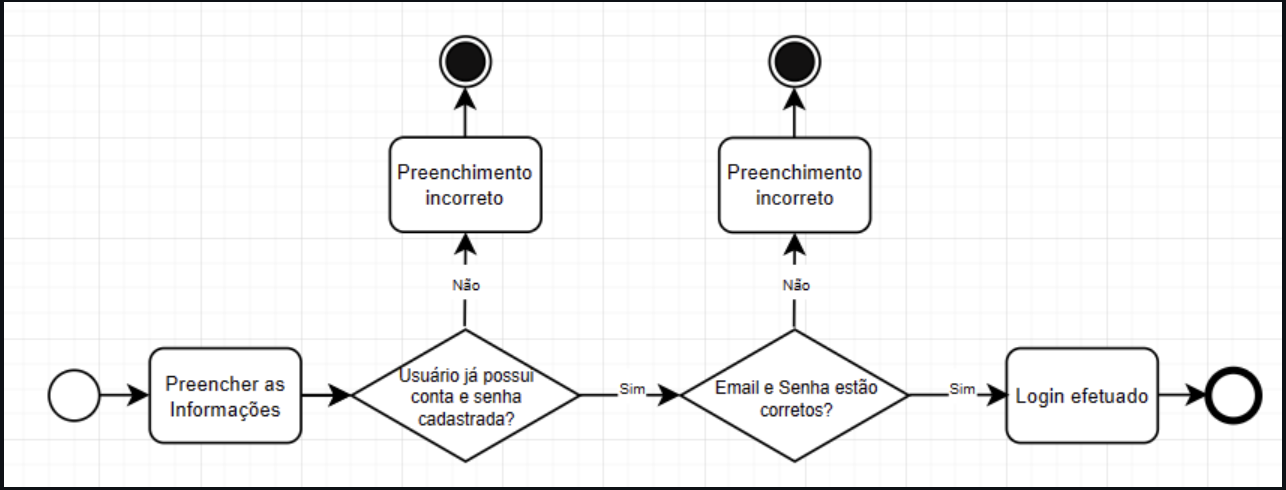 Preenchimento
incorreto
Preenchimento
incorreto
Não
Não
Preencher as
Informações
Usuário já possui
conta e senha
cadastrada?
Sim
Email e Senha estão
corretos?
Sim
Login efetuado